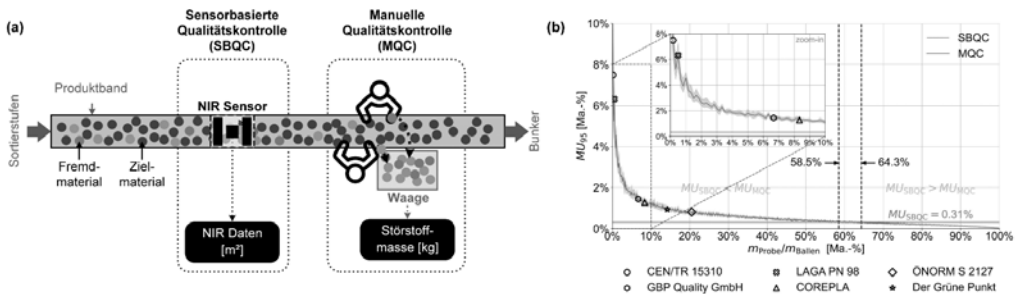 (a)
Sensorbasierte
Qualitätskontrolle
(SBQC)
Manuelle
Qualitätskontrolle
(MQC)
Sortierstufen
Produktband
NIR Sensor
Bunker
Fremd-
material
Ziel-
material
Waage
NIR Daten
[m²]
Störstoff-
masse [kg]
(b)
SBQC
MQC
zoom-in
8%
6%
4%
2%
0%
0% 1% 2% 3% 4% 5% 6% 7% 8% 9% 10%
MU95 [Ma.-%]
10%
8%
6%
4%
2%
0%
58.5%
64.3%
MUSBQC < MUMQC
MUSBQC > MUMQC
MUSBQC = 0.31%
0% 10% 20% 30% 40% 50% 60% 70% 80% 90% 100%
mProbe/mBallen [Ma.-%]
CEN/TR 15310
LAGA PN 98
ÖNORM S 2127
GBP Quality GmbH
COREPLA
Der Grüne Punkt